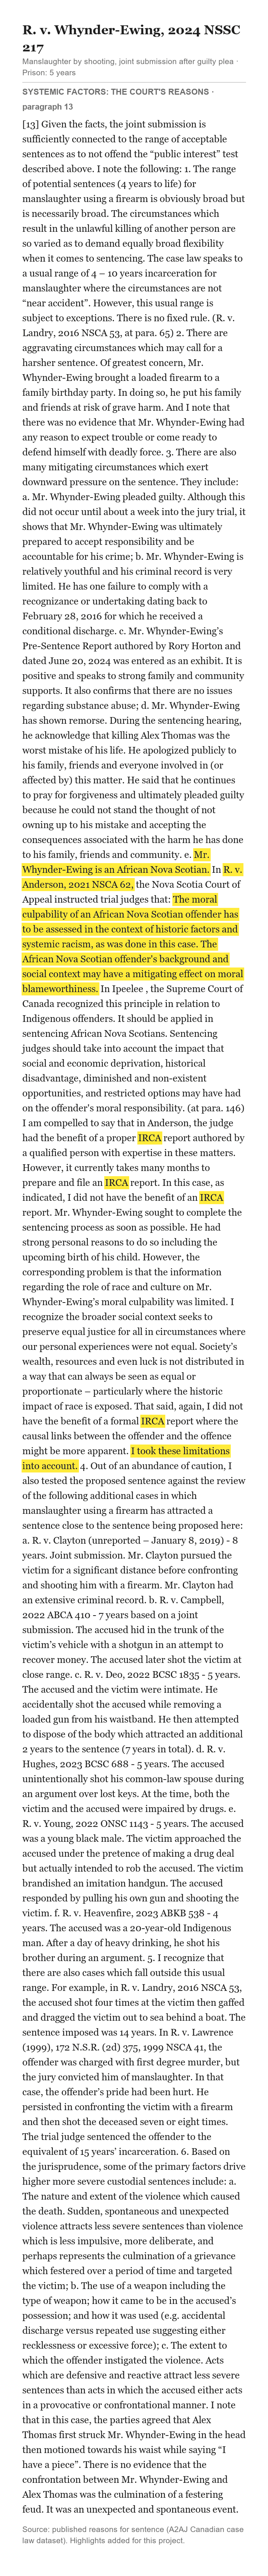 R. v. Whynder-Ewing, 2024 NSSC
217
Manslaughter by shooting, joint submission after guilty plea ·
Prison: 5 years
SYSTEMIC FACTORS: THE COURT'S REASONS ·
paragraph 13
[13] Given the facts, the joint submission is
sufficiently connected to the range of acceptable
sentences as to not offend the “public interest” test
described above. I note the following: 1. The range
of potential sentences (4 years to life) for
manslaughter using a firearm is obviously broad but
is necessarily broad. The circumstances which
result in the unlawful killing of another person are
so varied as to demand equally broad flexibility
when it comes to sentencing. The case law speaks to
a usual range of 4 – 10 years incarceration for
manslaughter where the circumstances are not
“near accident”. However, this usual range is
subject to exceptions. There is no fixed rule. (R. v.
Landry, 2016 NSCA 53, at para. 65) 2. There are
aggravating circumstances which may call for a
harsher sentence. Of greatest concern, Mr.
Whynder-Ewing brought a loaded firearm to a
family birthday party. In doing so, he put his family
and friends at risk of grave harm. And I note that
there was no evidence that Mr. Whynder-Ewing had
any reason to expect trouble or come ready to
defend himself with deadly force. 3. There are also
many mitigating circumstances which exert
downward pressure on the sentence. They include:
a. Mr. Whynder-Ewing pleaded guilty. Although this
did not occur until about a week into the jury trial, it
shows that Mr. Whynder-Ewing was ultimately
prepared to accept responsibility and be
accountable for his crime; b. Mr. Whynder-Ewing is
relatively youthful and his criminal record is very
limited. He has one failure to comply with a
recognizance or undertaking dating back to
February 28, 2016 for which he received a
conditional discharge. c. Mr. Whynder-Ewing’s
Pre-Sentence Report authored by Rory Horton and
dated June 20, 2024 was entered as an exhibit. It is
positive and speaks to strong family and community
supports. It also confirms that there are no issues
regarding substance abuse; d. Mr. Whynder-Ewing
has shown remorse. During the sentencing hearing,
he acknowledge that killing Alex Thomas was the
worst mistake of his life. He apologized publicly to
his family, friends and everyone involved in (or
affected by) this matter. He said that he continues
to pray for forgiveness and ultimately pleaded guilty
because he could not stand the thought of not
owning up to his mistake and accepting the
consequences associated with the harm he has done
to his family, friends and community. e. Mr.
Whynder-Ewing is an African Nova Scotian. In R. v.
Anderson, 2021 NSCA 62, the Nova Scotia Court of
Appeal instructed trial judges that: The moral
culpability of an African Nova Scotian offender has
to be assessed in the context of historic factors and
systemic racism, as was done in this case. The
African Nova Scotian offender’s background and
social context may have a mitigating effect on moral
blameworthiness. In Ipeelee , the Supreme Court of
Canada recognized this principle in relation to
Indigenous offenders. It should be applied in
sentencing African Nova Scotians. Sentencing
judges should take into account the impact that
social and economic deprivation, historical
disadvantage, diminished and non-existent
opportunities, and restricted options may have had
on the offender's moral responsibility. (at para. 146)
I am compelled to say that in Anderson, the judge
had the benefit of a proper IRCA report authored by
a qualified person with expertise in these matters.
However, it currently takes many months to
prepare and file an IRCA report. In this case, as
indicated, I did not have the benefit of an IRCA
report. Mr. Whynder-Ewing sought to complete the
sentencing process as soon as possible. He had
strong personal reasons to do so including the
upcoming birth of his child. However, the
corresponding problem is that the information
regarding the role of race and culture on Mr.
Whynder-Ewing’s moral culpability was limited. I
recognize the broader social context seeks to
preserve equal justice for all in circumstances where
our personal experiences were not equal. Society’s
wealth, resources and even luck is not distributed in
a way that can always be seen as equal or
proportionate – particularly where the historic
impact of race is exposed. That said, again, I did not
have the benefit of a formal IRCA report where the
causal links between the offender and the offence
might be more apparent. I took these limitations
into account. 4. Out of an abundance of caution, I
also tested the proposed sentence against the review
of the following additional cases in which
manslaughter using a firearm has attracted a
sentence close to the sentence being proposed here:
a. R. v. Clayton (unreported – January 8, 2019) - 8
years. Joint submission. Mr. Clayton pursued the
victim for a significant distance before confronting
and shooting him with a firearm. Mr. Clayton had
an extensive criminal record. b. R. v. Campbell,
2022 ABCA 410 - 7 years based on a joint
submission. The accused hid in the trunk of the
victim’s vehicle with a shotgun in an attempt to
recover money. The accused later shot the victim at
close range. c. R. v. Deo, 2022 BCSC 1835 - 5 years.
The accused and the victim were intimate. He
accidentally shot the accused while removing a
loaded gun from his waistband. He then attempted
to dispose of the body which attracted an additional
2 years to the sentence (7 years in total). d. R. v.
Hughes, 2023 BCSC 688 - 5 years. The accused
unintentionally shot his common-law spouse during
an argument over lost keys. At the time, both the
victim and the accused were impaired by drugs. e.
R. v. Young, 2022 ONSC 1143 - 5 years. The accused
was a young black male. The victim approached the
accused under the pretence of making a drug deal
but actually intended to rob the accused. The victim
brandished an imitation handgun. The accused
responded by pulling his own gun and shooting the
victim. f. R. v. Heavenfire, 2023 ABKB 538 - 4
years. The accused was a 20-year-old Indigenous
man. After a day of heavy drinking, he shot his
brother during an argument. 5. I recognize that
there are also cases which fall outside this usual
range. For example, in R. v. Landry, 2016 NSCA 53,
the accused shot four times at the victim then gaffed
and dragged the victim out to sea behind a boat. The
sentence imposed was 14 years. In R. v. Lawrence
(1999), 172 N.S.R. (2d) 375, 1999 NSCA 41, the
offender was charged with first degree murder, but
the jury convicted him of manslaughter. In that
case, the offender’s pride had been hurt. He
persisted in confronting the victim with a firearm
and then shot the deceased seven or eight times.
The trial judge sentenced the offender to the
equivalent of 15 years’ incarceration. 6. Based on
the jurisprudence, some of the primary factors drive
higher more severe custodial sentences include: a.
The nature and extent of the violence which caused
the death. Sudden, spontaneous and unexpected
violence attracts less severe sentences than violence
which is less impulsive, more deliberate, and
perhaps represents the culmination of a grievance
which festered over a period of time and targeted
the victim; b. The use of a weapon including the
type of weapon; how it came to be in the accused’s
possession; and how it was used (e.g. accidental
discharge versus repeated use suggesting either
recklessness or excessive force); c. The extent to
which the offender instigated the violence. Acts
which are defensive and reactive attract less severe
sentences than acts in which the accused either acts
in a provocative or confrontational manner. I note
that in this case, the parties agreed that Alex
Thomas first struck Mr. Whynder-Ewing in the head
then motioned towards his waist while saying “I
have a piece”. There is no evidence that the
confrontation between Mr. Whynder-Ewing and
Alex Thomas was the culmination of a festering
feud. It was an unexpected and spontaneous event.
Source: published reasons for sentence (A2AJ Canadian case
law dataset). Highlights added for this project.